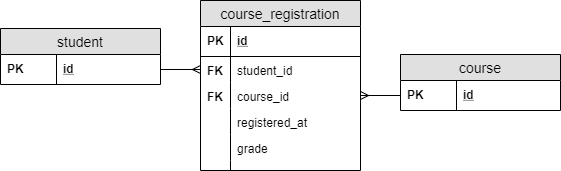 student
PK id
course_registration
PK id
FK student_id
FK course_id
registered_at
grade
course
PK id